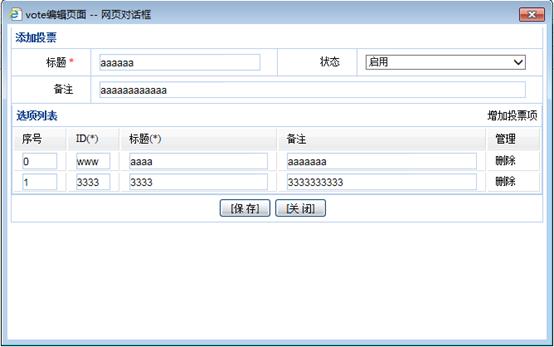 vote编辑页面 -- 网页对话框
添加投票
标题 * aaaaaa 状态 启用
备注 aaaaaaaaaaaa
选项列表 增加投票项
序号 ID(*) 标题(*) 备注 管理
0 www aaaa aaaaaaa 删除
1 3333 3333 3333333333 删除
[保存] [关闭]